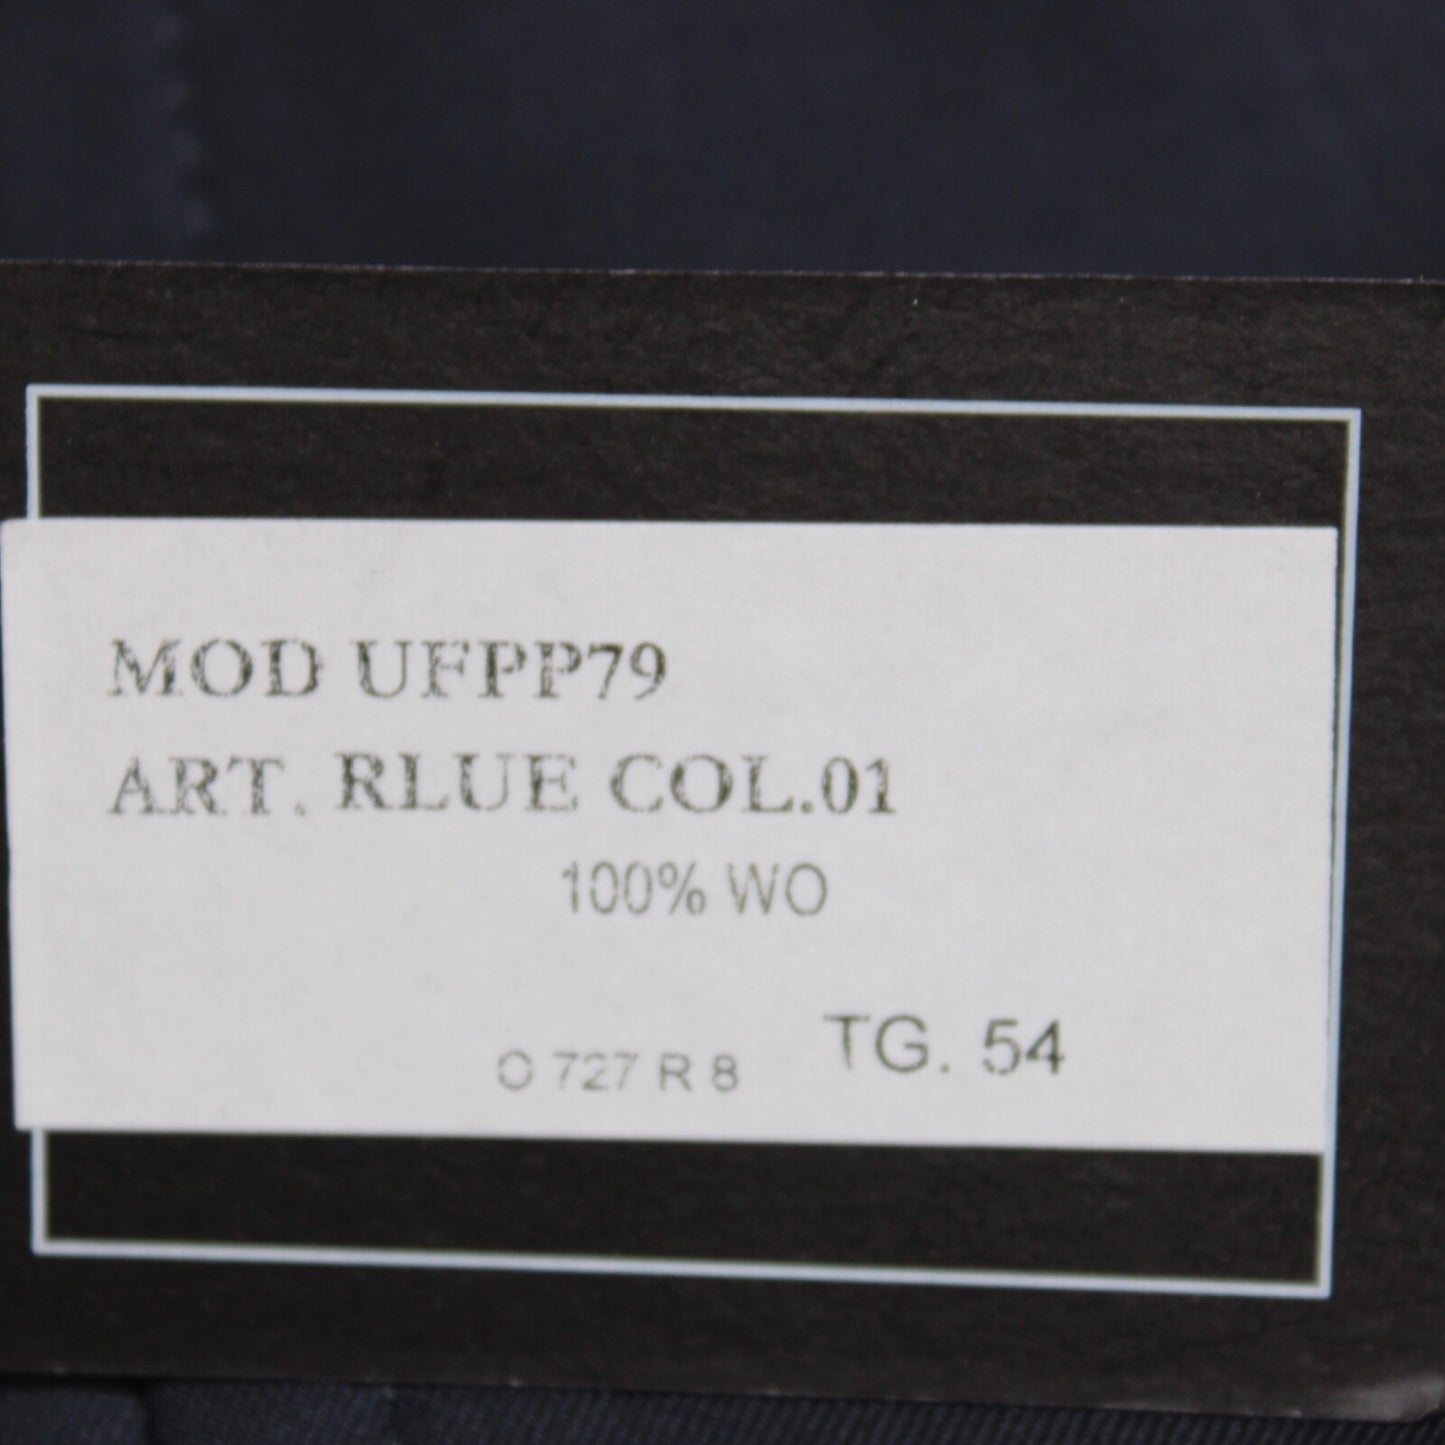 MOD UFPP79
ART. RLUE COL.01
100% WO
O 727 R 8 TG. 54